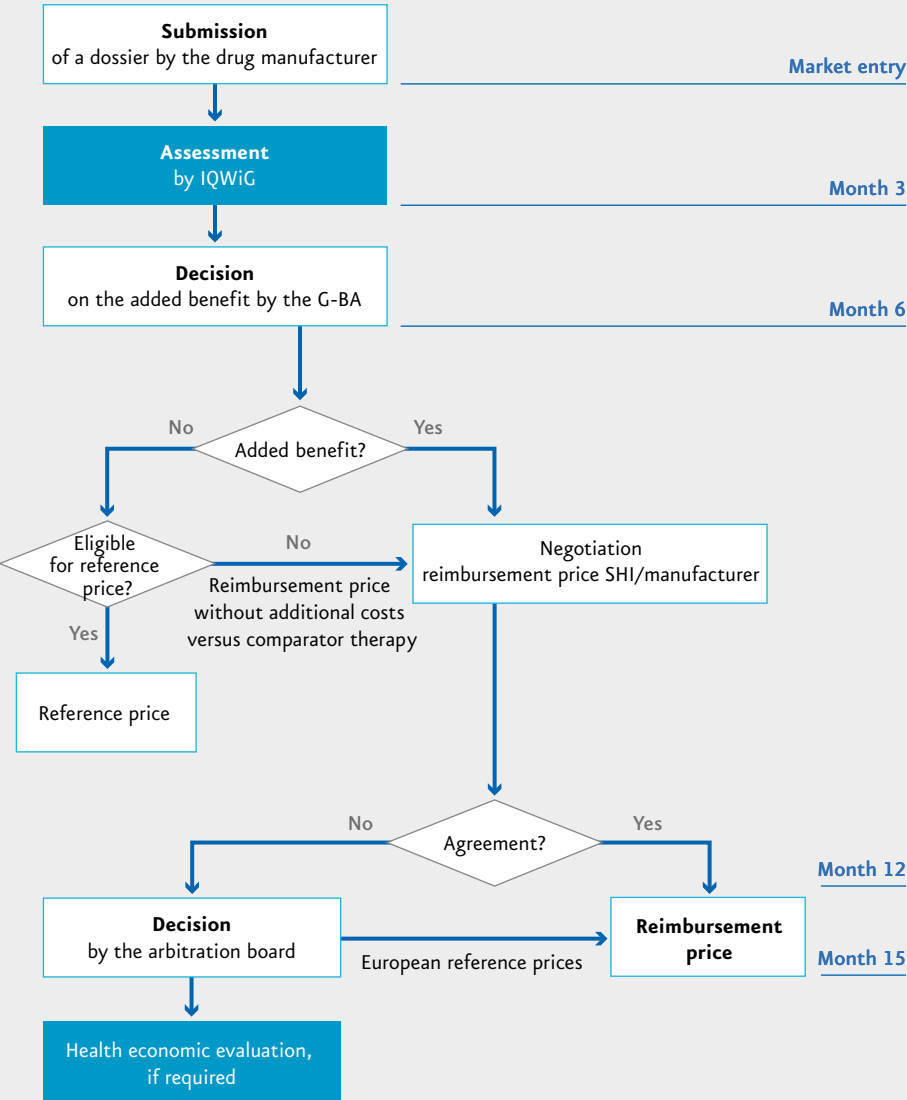 Submission
of a dossier by the drug manufacturer
Market entry
Assessment
by IQWiG
Month 3
Decision
on the added benefit by the G-BA
Month 6
No
Yes
Added benefit?
Eligible
for reference
price?
No
Reimbursement price
without additional costs
versus comparator therapy
Negotiation
reimbursement price SHI/manufacturer
Yes
Reference price
No
Yes
Agreement?
Month 12
Decision
by the arbitration board
European reference prices
Reimbursement
price
Month 15
Health economic evaluation,
if required